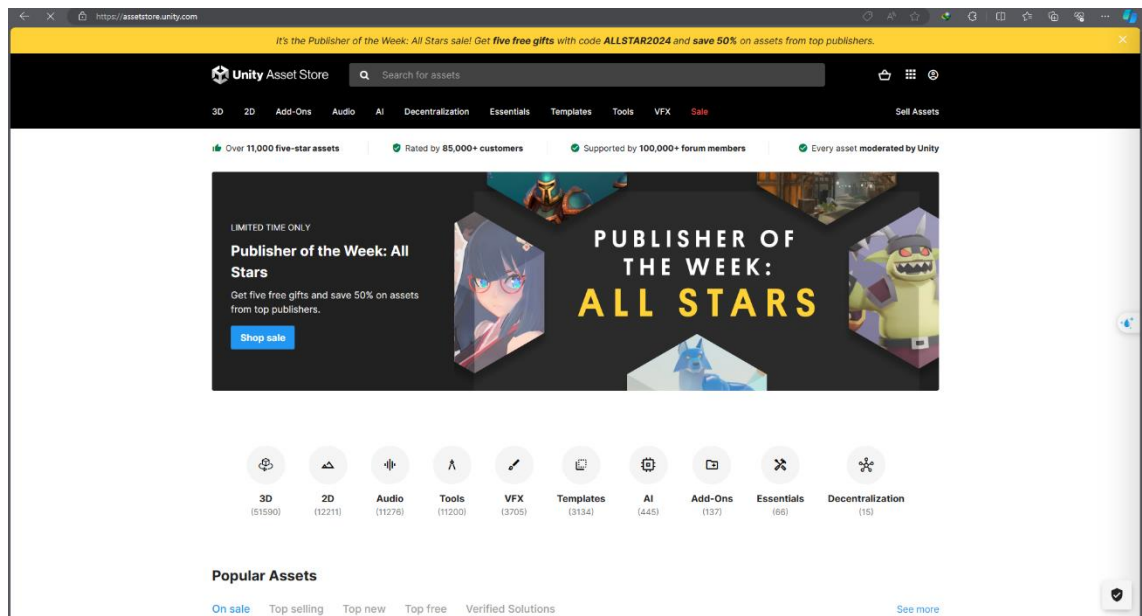 https://assetstore.unity.com
It's the Publisher of the Week: All Stars sale! Get five free gifts with code ALLSTAR2024 and save 50% on assets from top publishers.
Unity Asset Store
Search for assets
3D 2D Add-Ons Audio AI Decentralization Essentials Templates Tools VFX Sale Sell Assets
Over 11,000 five-star assets Rated by 85,000+ customers Supported by 100,000+ forum members Every asset moderated by Unity
LIMITED TIME ONLY
Publisher of the Week: All
Stars
Get five free gifts and save 50% on assets
from top publishers.
Shop sale
PUBLISHER OF
THE WEEK:
ALL STARS
3D 2D Audio Tools VFX Templates AI Add-Ons Essentials Decentralization
(51590) (12211) (11276) (11200) (3705) (3134) (445) (137) (66) (15)
Popular Assets
On sale Top selling Top new Top free Verified Solutions See more